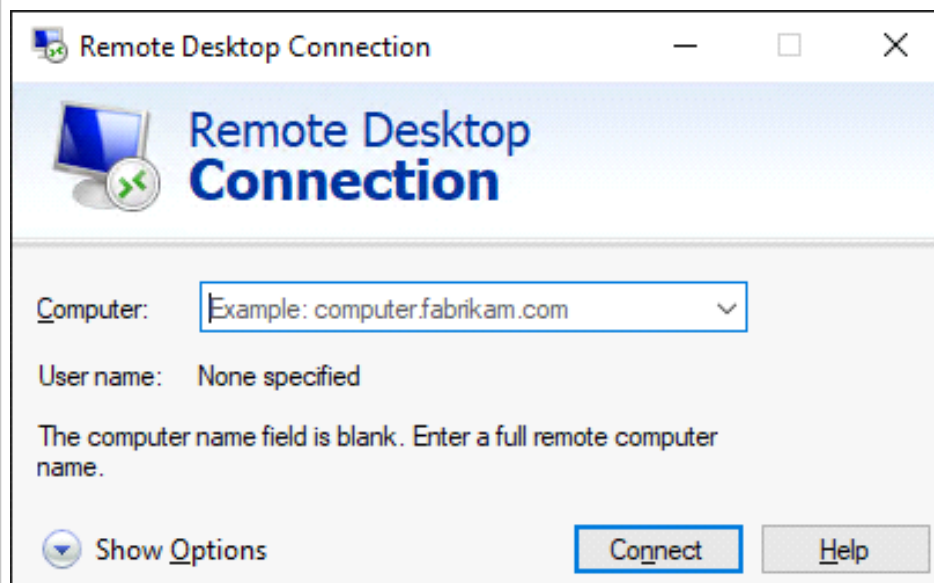 Remote Desktop Connection
Remote Desktop
Connection
Computer: Example: computer.fabrikam.com
User name: None specified
The computer name field is blank. Enter a full remote computer
name.
Show Options Connect Help